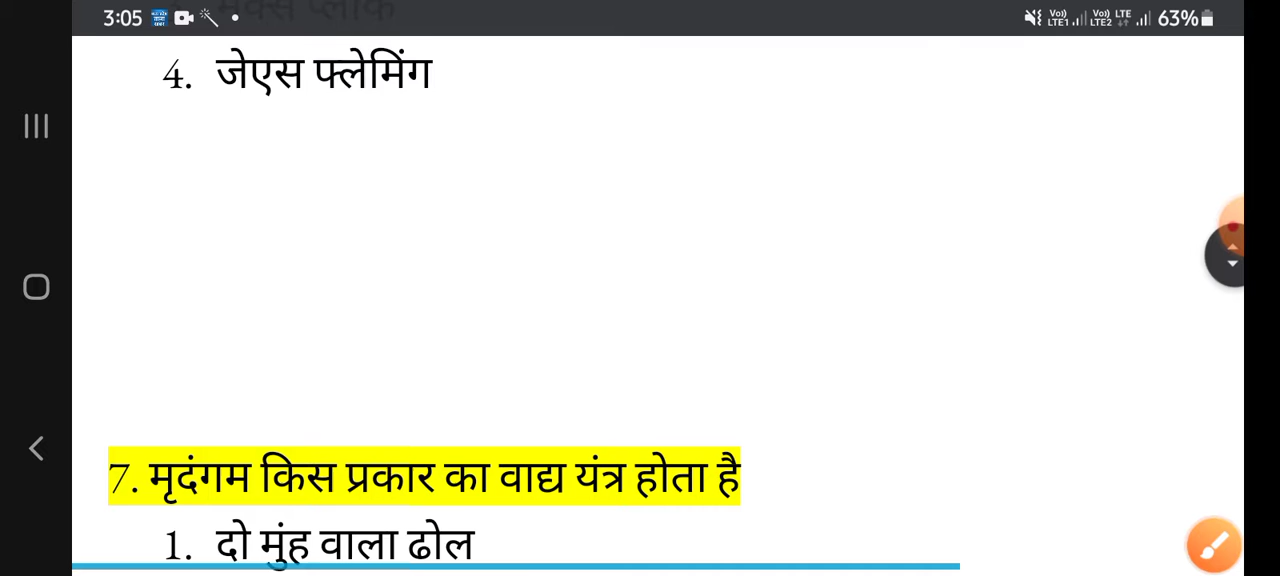 3:05 63%
मैक्स प्लांक
4. जेएस फ्लेमिंग
7. मृदंगम किस प्रकार का वाद्य यंत्र होता है
1. दो मुंह वाला ढोल